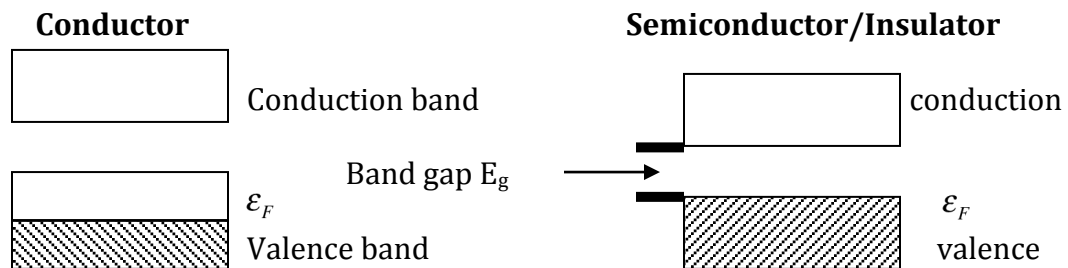 Conductor
Semiconductor/Insulator
Conduction band
conduction
Band gap E_g
ε_F
ε_F
Valence band
valence